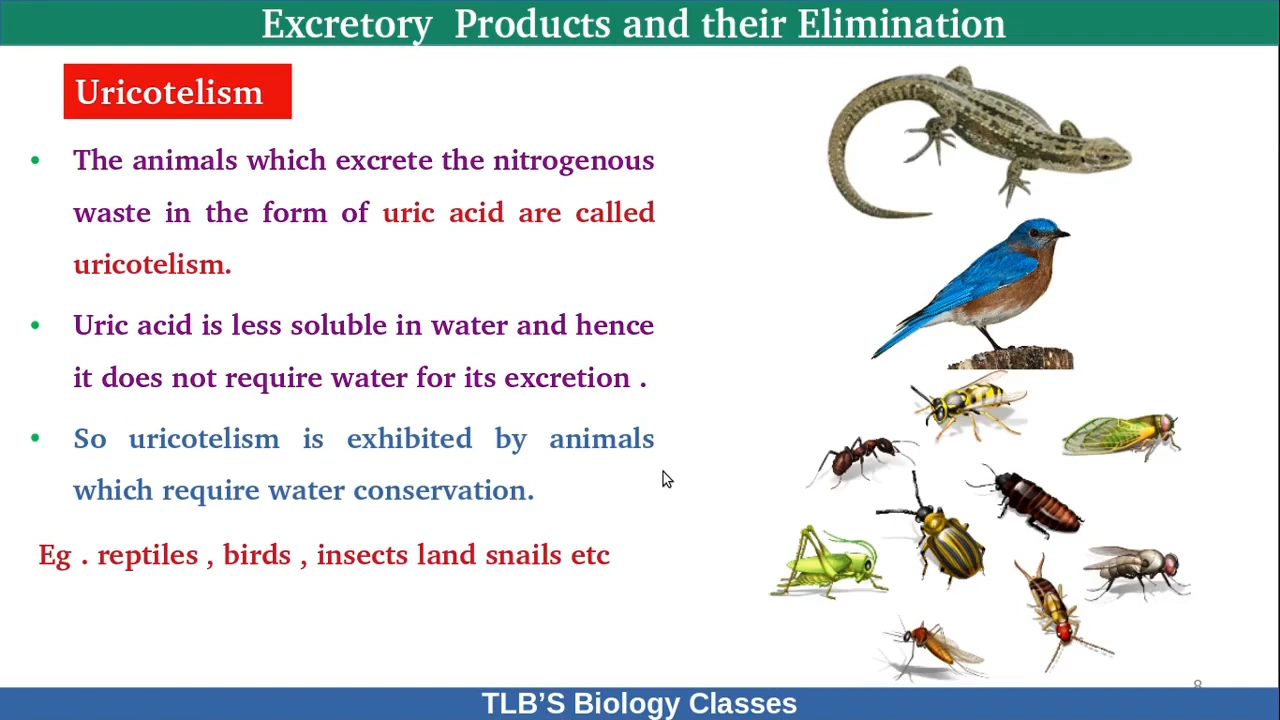 Excretory Products and their Elimination
Uricotelism
• The animals which excrete the nitrogenous
waste in the form of uric acid are called
uricotelism.
• Uric acid is less soluble in water and hence
it does not require water for its excretion .
• So uricotelism is exhibited by animals
which require water conservation.
Eg . reptiles , birds , insects land snails etc
8
TLB'S Biology Classes